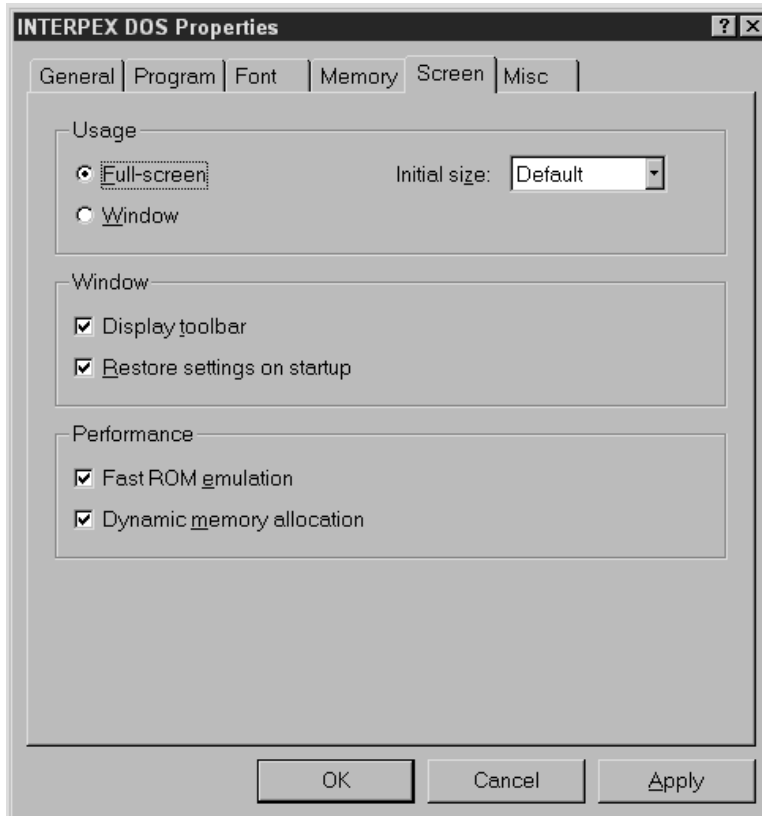 INTERPEX DOS Properties
General Program Font Memory Screen Misc
Usage
Full-screen Initial size: Default
Window
Window
Display toolbar
Restore settings on startup
Performance
Fast ROM emulation
Dynamic memory allocation
OK Cancel Apply